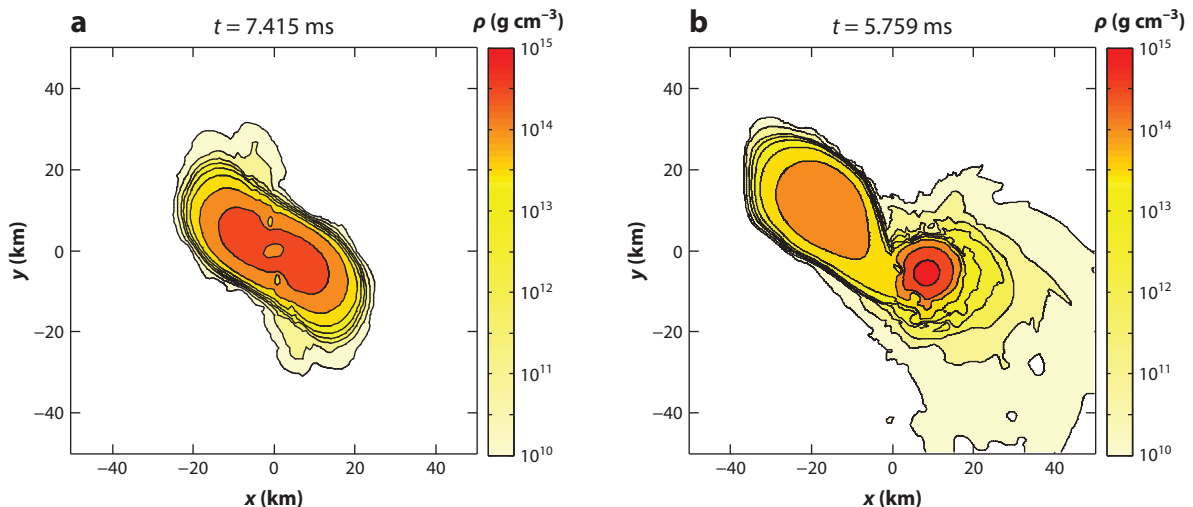 a
t = 7.415 ms
ρ (g cm⁻³)
10¹⁵
10¹⁴
10¹³
10¹²
10¹¹
10¹⁰
40
20
0
−20
−40
y (km)
−40 −20 0 20 40
x (km)
b
t = 5.759 ms
ρ (g cm⁻³)
10¹⁵
10¹⁴
10¹³
10¹²
10¹¹
10¹⁰
40
20
0
−20
−40
y (km)
−40 −20 0 20 40
x (km)